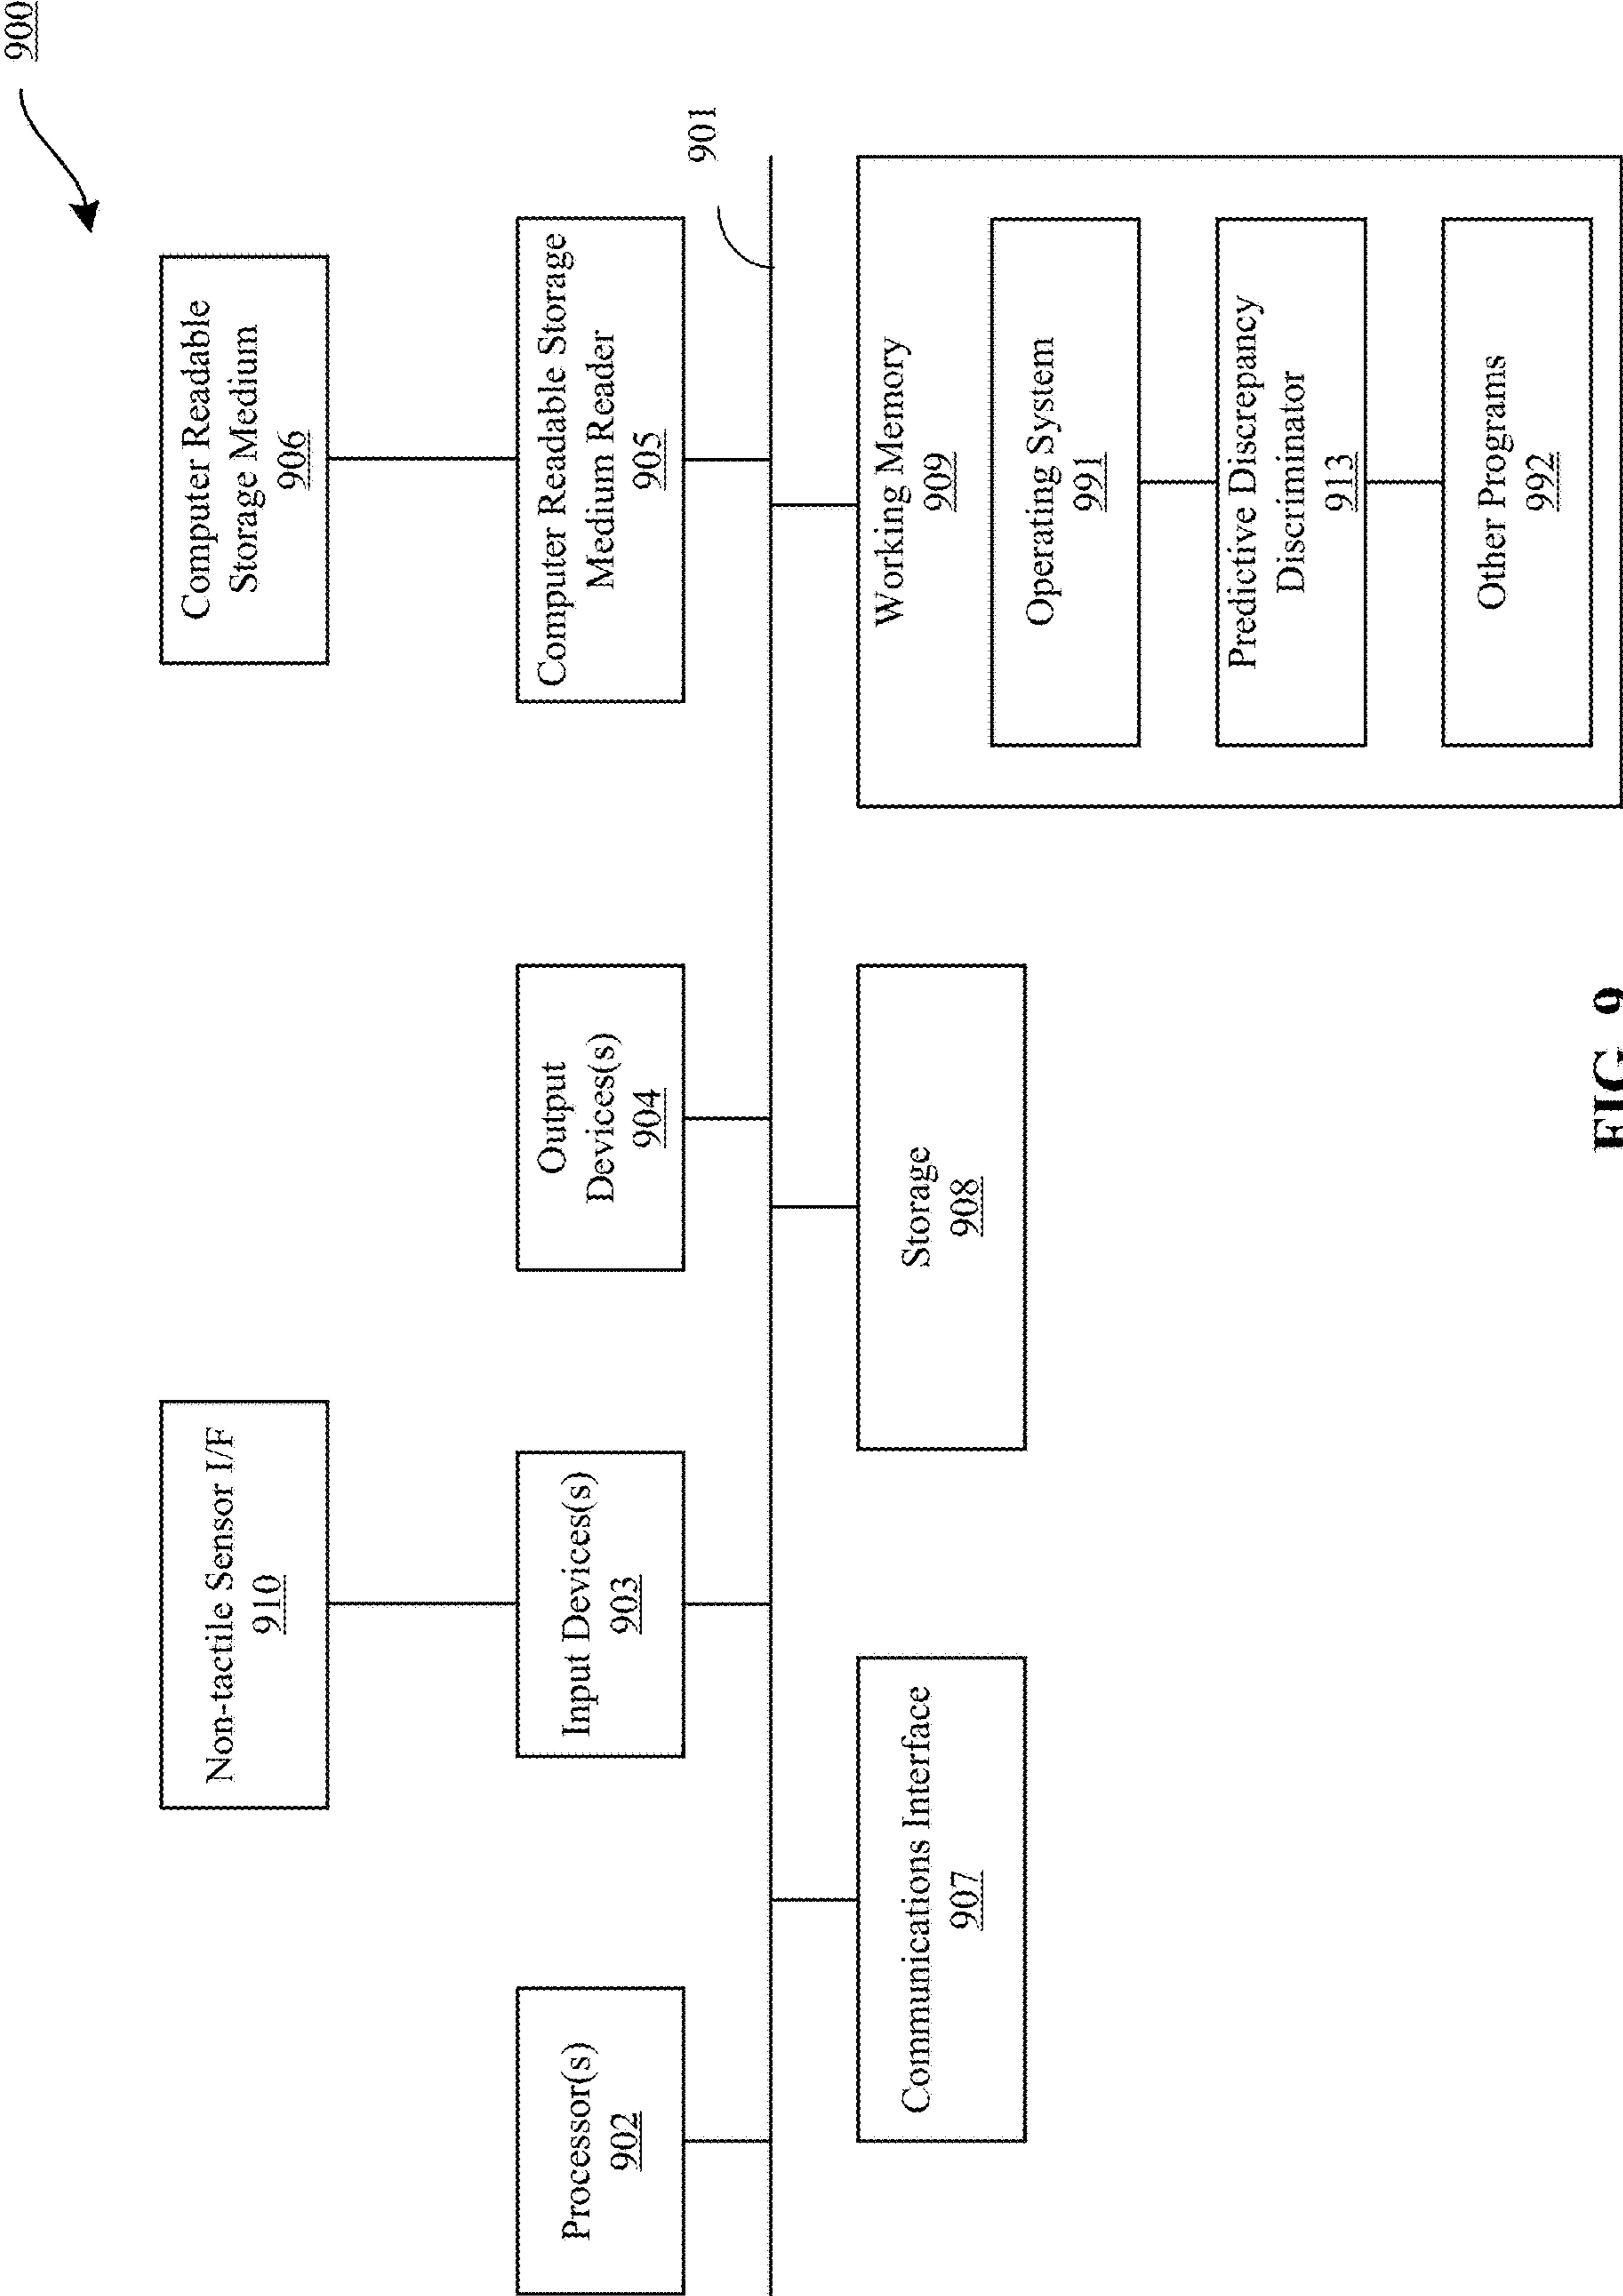 900
Non-tactile Sensor I/F
910
Computer Readable
Storage Medium
906
Processor(s)
902
Input Devices(s)
903
Output
Devices(s)
904
Computer Readable Storage
Medium Reader
905
901
Communications Interface
907
Storage
908
Working Memory
909
Operating System
991
Predictive Discrepancy
Discriminator
913
Other Programs
992
FIG 9